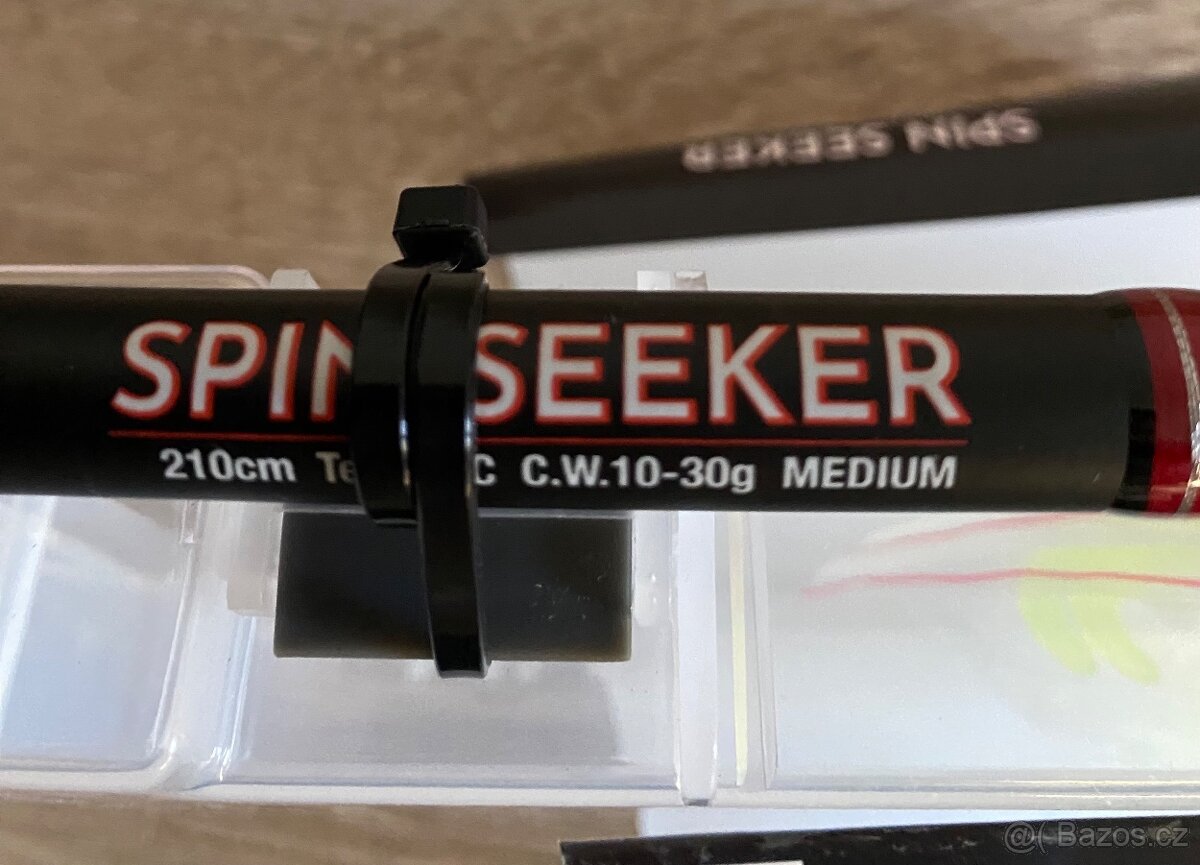 SPIN SEEKER
SPIN SEEKER
210cm C.W.10-30g MEDIUM
Bazos.cz